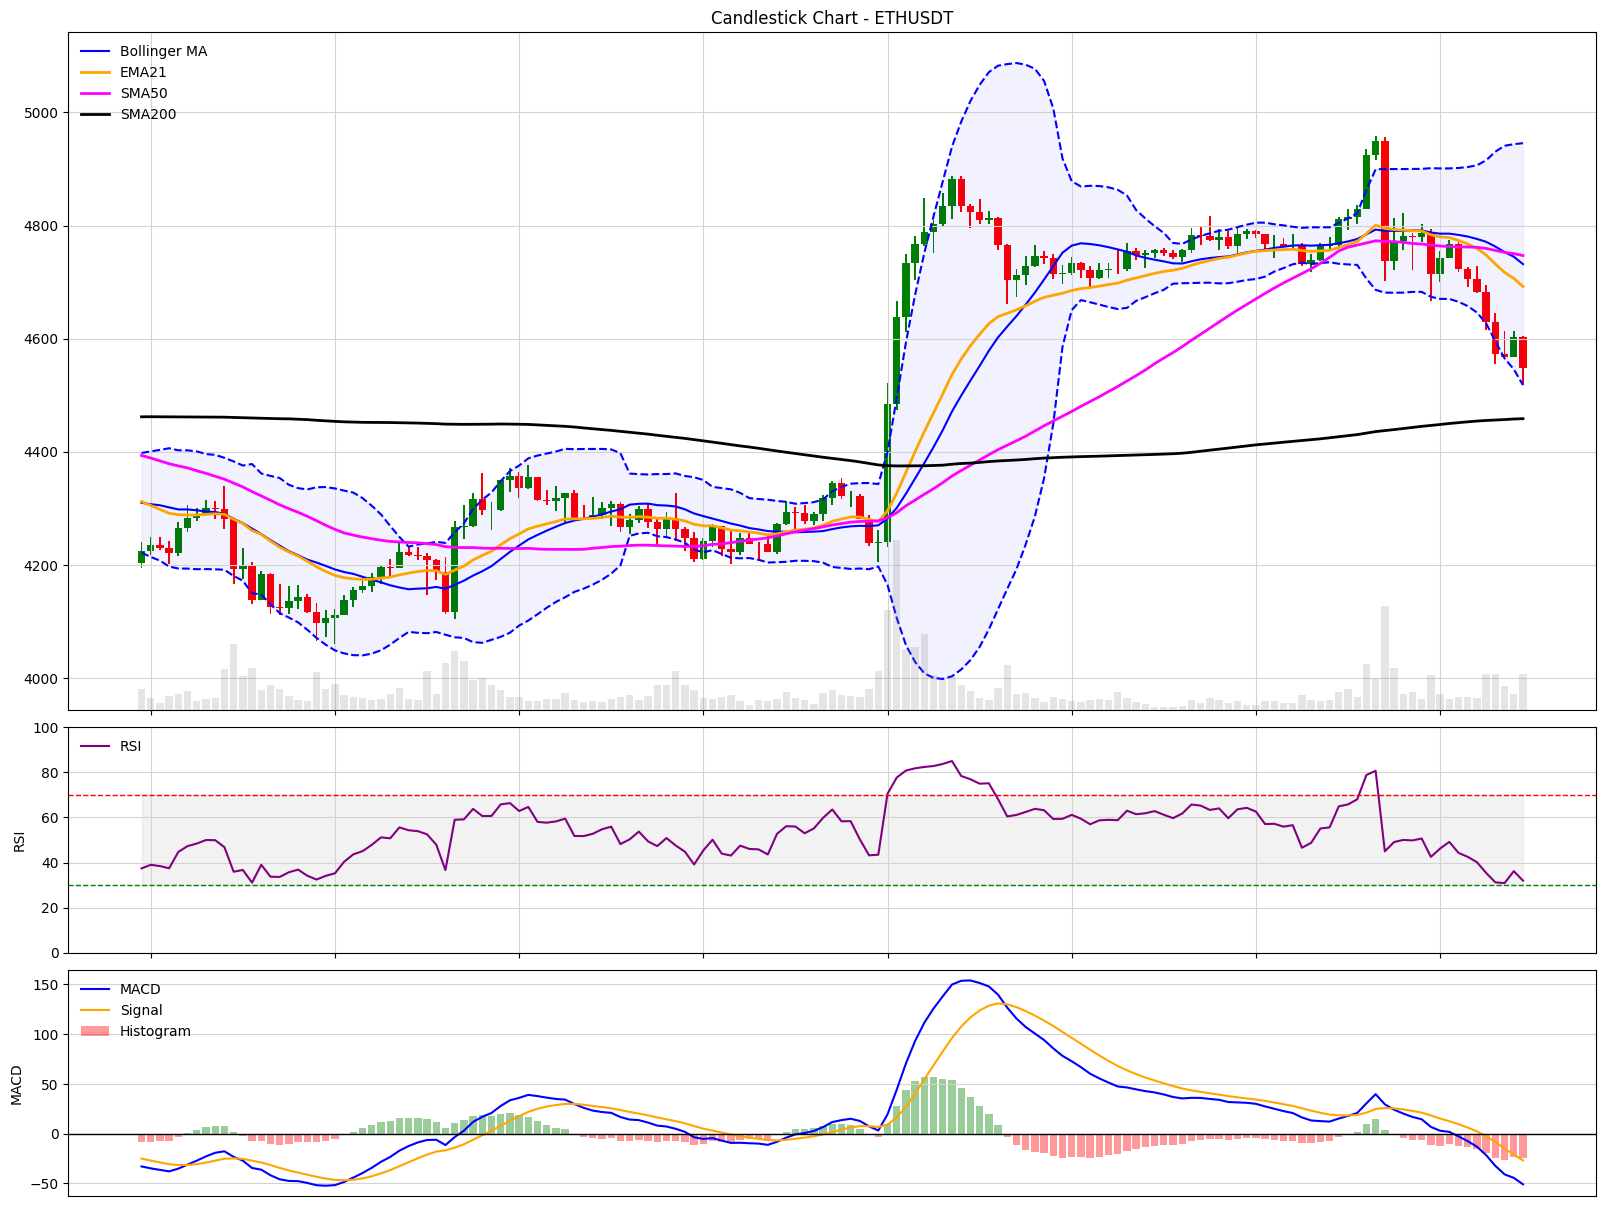 Candlestick Chart - ETHUSDT
Bollinger MA
EMA21
SMA50
SMA200
5000
4800
4600
4400
4200
4000
RSI
100
80
60
40
20
0
RSI
MACD
Signal
Histogram
150
100
50
0
−50
MACD